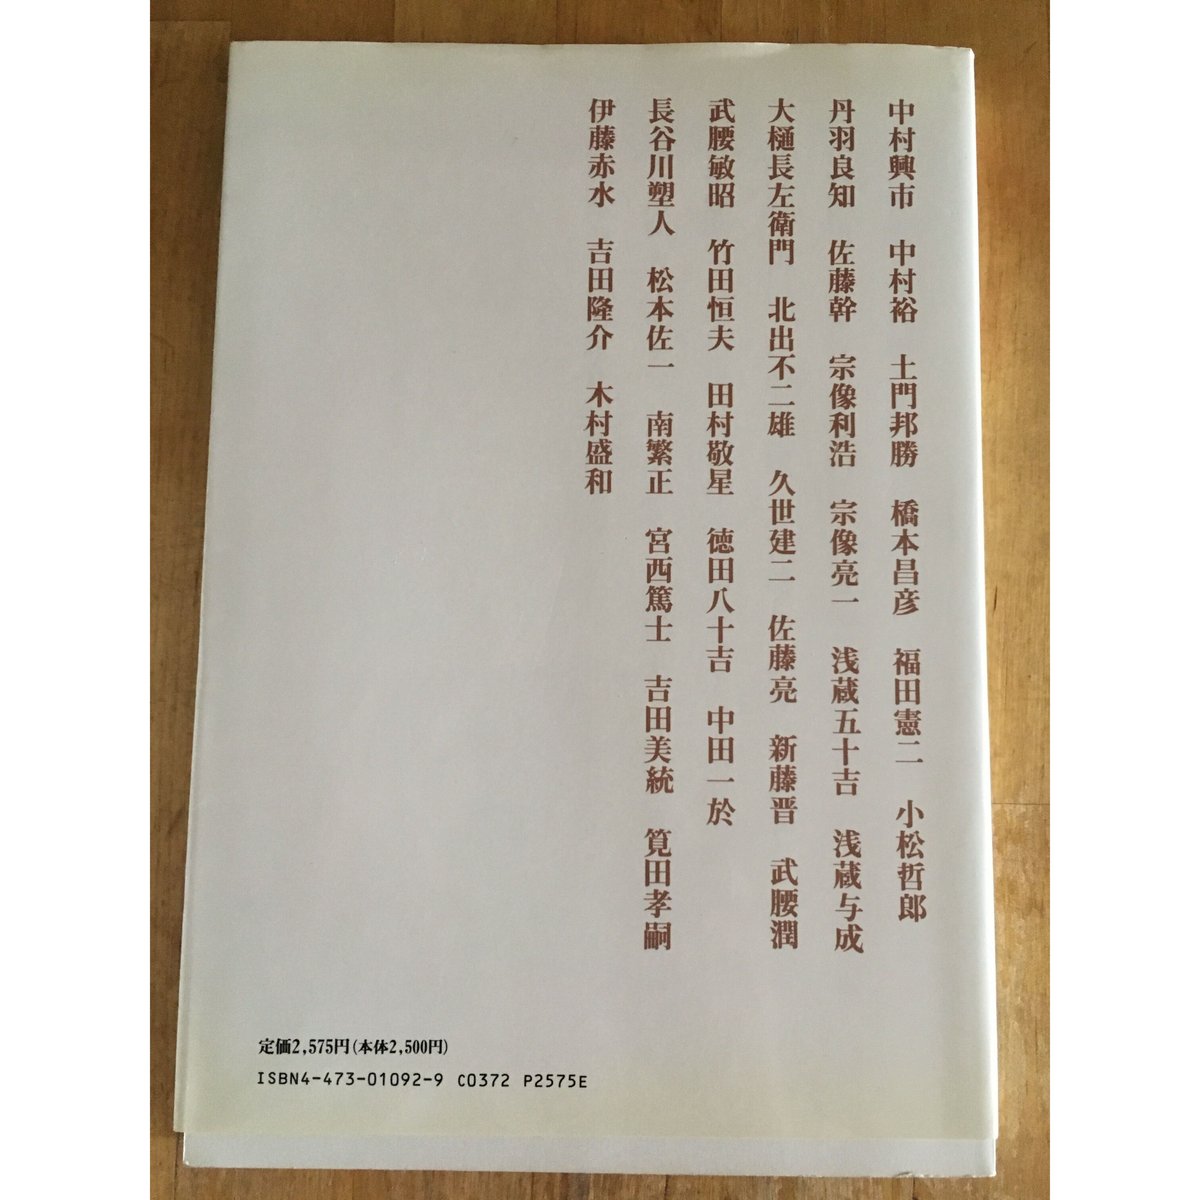 中村興市　中村裕　土門邦勝　橋本昌彦　福田憲二　小松哲郎
丹羽良知　佐藤幹　宗像利浩　宗像亮一　浅蔵五十吉　浅蔵与成
大樋長左衛門　北出不二雄　久世建二　佐藤亮　新藤晋　武腰潤
武腰敏昭　竹田恒夫　田村敬星　徳田八十吉　中田一於
長谷川塑人　松本佐一　南繁正　宮西篤士　吉田美統　筧田孝嗣
伊藤赤水　吉田隆介　木村盛和
定価2,575円(本体2,500円)
ISBN4-473-01092-9 C0372 P2575E